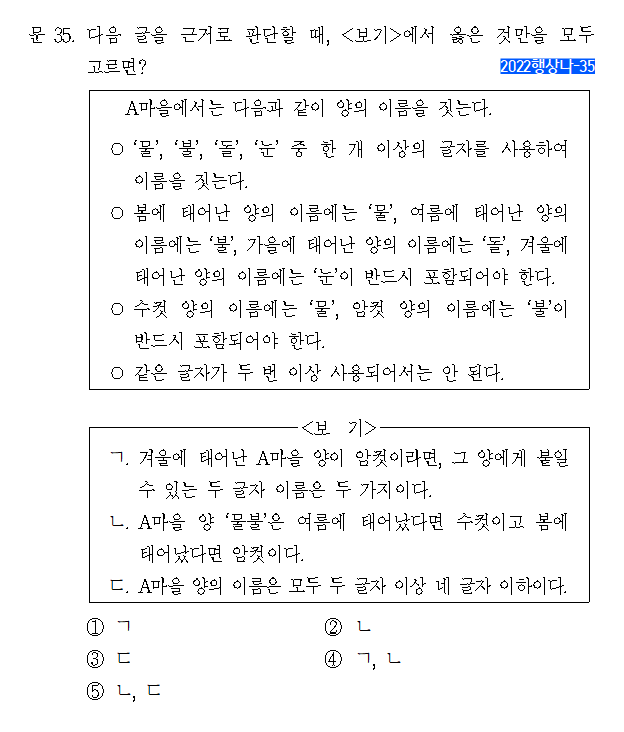 문 35. 다음 글을 근거로 판단할 때, <보기>에서 옳은 것만을 모두
고르면?
2022행상나-35
A마을에서는 다음과 같이 양의 이름을 짓는다.
○ ‘물’, ‘불’, ‘돌’, ‘눈’ 중 한 개 이상의 글자를 사용하여
이름을 짓는다.
○ 봄에 태어난 양의 이름에는 ‘물’, 여름에 태어난 양의
이름에는 ‘불’, 가을에 태어난 양의 이름에는 ‘돌’, 겨울에
태어난 양의 이름에는 ‘눈’이 반드시 포함되어야 한다.
○ 수컷 양의 이름에는 ‘물’, 암컷 양의 이름에는 ‘불’이
반드시 포함되어야 한다.
○ 같은 글자가 두 번 이상 사용되어서는 안 된다.
<보 기>
ㄱ. 겨울에 태어난 A마을 양이 암컷이라면, 그 양에게 붙일
수 있는 두 글자 이름은 두 가지이다.
ㄴ. A마을 양 ‘물불’은 여름에 태어났다면 수컷이고 봄에
태어났다면 암컷이다.
ㄷ. A마을 양의 이름은 모두 두 글자 이상 네 글자 이하이다.
① ㄱ ② ㄴ
③ ㄷ ④ ㄱ, ㄴ
⑤ ㄴ, ㄷ